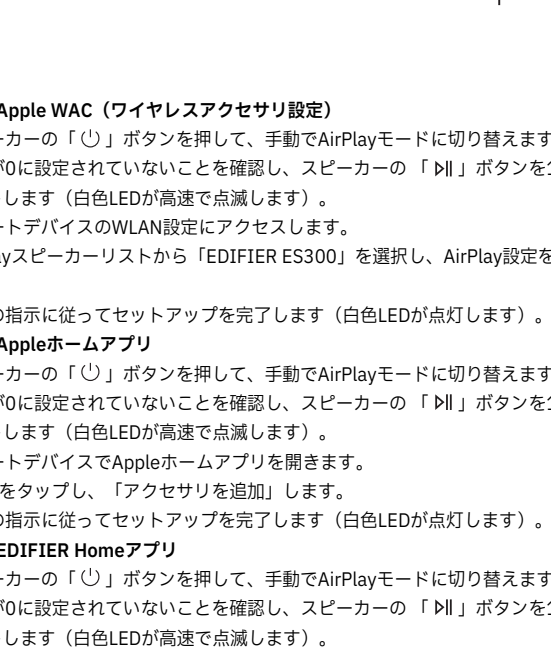 Apple WAC（ワイヤレスアクセサリ設定）
ーカーの「⏻」ボタンを押して、手動でAirPlayモードに切り替えます
が0に設定されていないことを確認し、スピーカーの 「 ▷|| 」ボタンを
します（白色LEDが高速で点滅します）。
ートデバイスのWLAN設定にアクセスします。
ayスピーカーリストから「EDIFIER ES300」を選択し、AirPlay設定を
の指示に従ってセットアップを完了します（白色LEDが点灯します）。
Appleホームアプリ
ーカーの「⏻」ボタンを押して、手動でAirPlayモードに切り替えます
が0に設定されていないことを確認し、スピーカーの 「 ▷|| 」ボタンを
します（白色LEDが高速で点滅します）。
ートデバイスでAppleホームアプリを開きます。
をタップし、「アクセサリを追加」します。
の指示に従ってセットアップを完了します（白色LEDが点灯します）。
EDIFIER Homeアプリ
ーカーの「⏻」ボタンを押して、手動でAirPlayモードに切り替えます
が0に設定されていないことを確認し、スピーカーの 「 ▷|| 」ボタンを
します（白色LEDが高速で点滅します）。